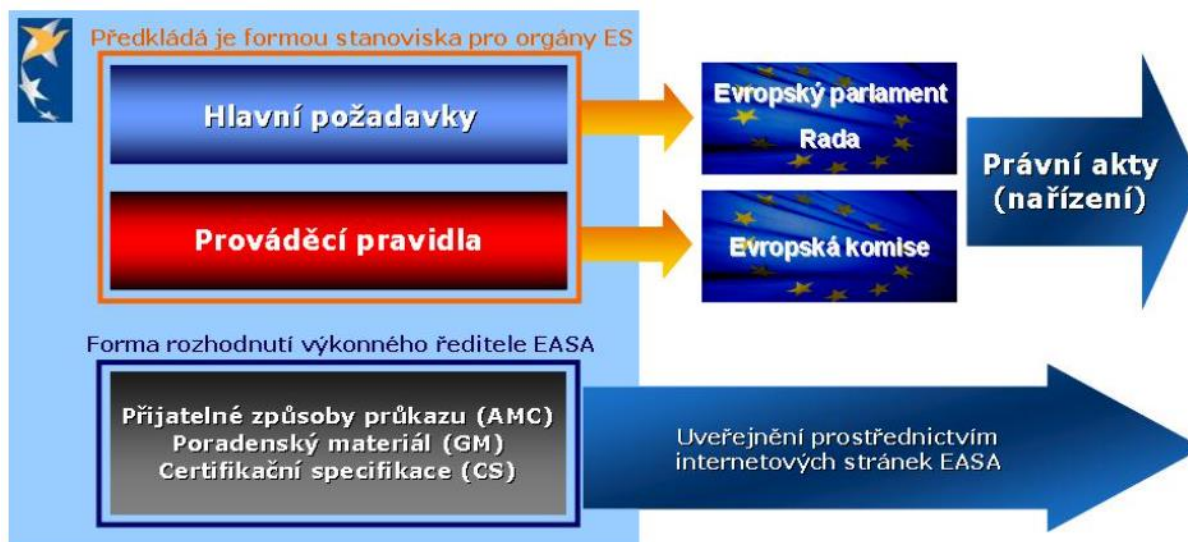 Předkládá je formou stanoviska pro orgány ES
Hlavní požadavky
Evropský parlament
Rada
Prováděcí pravidla
Evropská komise
Právní akty
(nařízení)
Forma rozhodnutí výkonného ředitele EASA
Přijatelné způsoby průkazu (AMC)
Poradenský materiál (GM)
Certifikační specifikace (CS)
Uveřejnění prostřednictvím
internetových stránek EASA